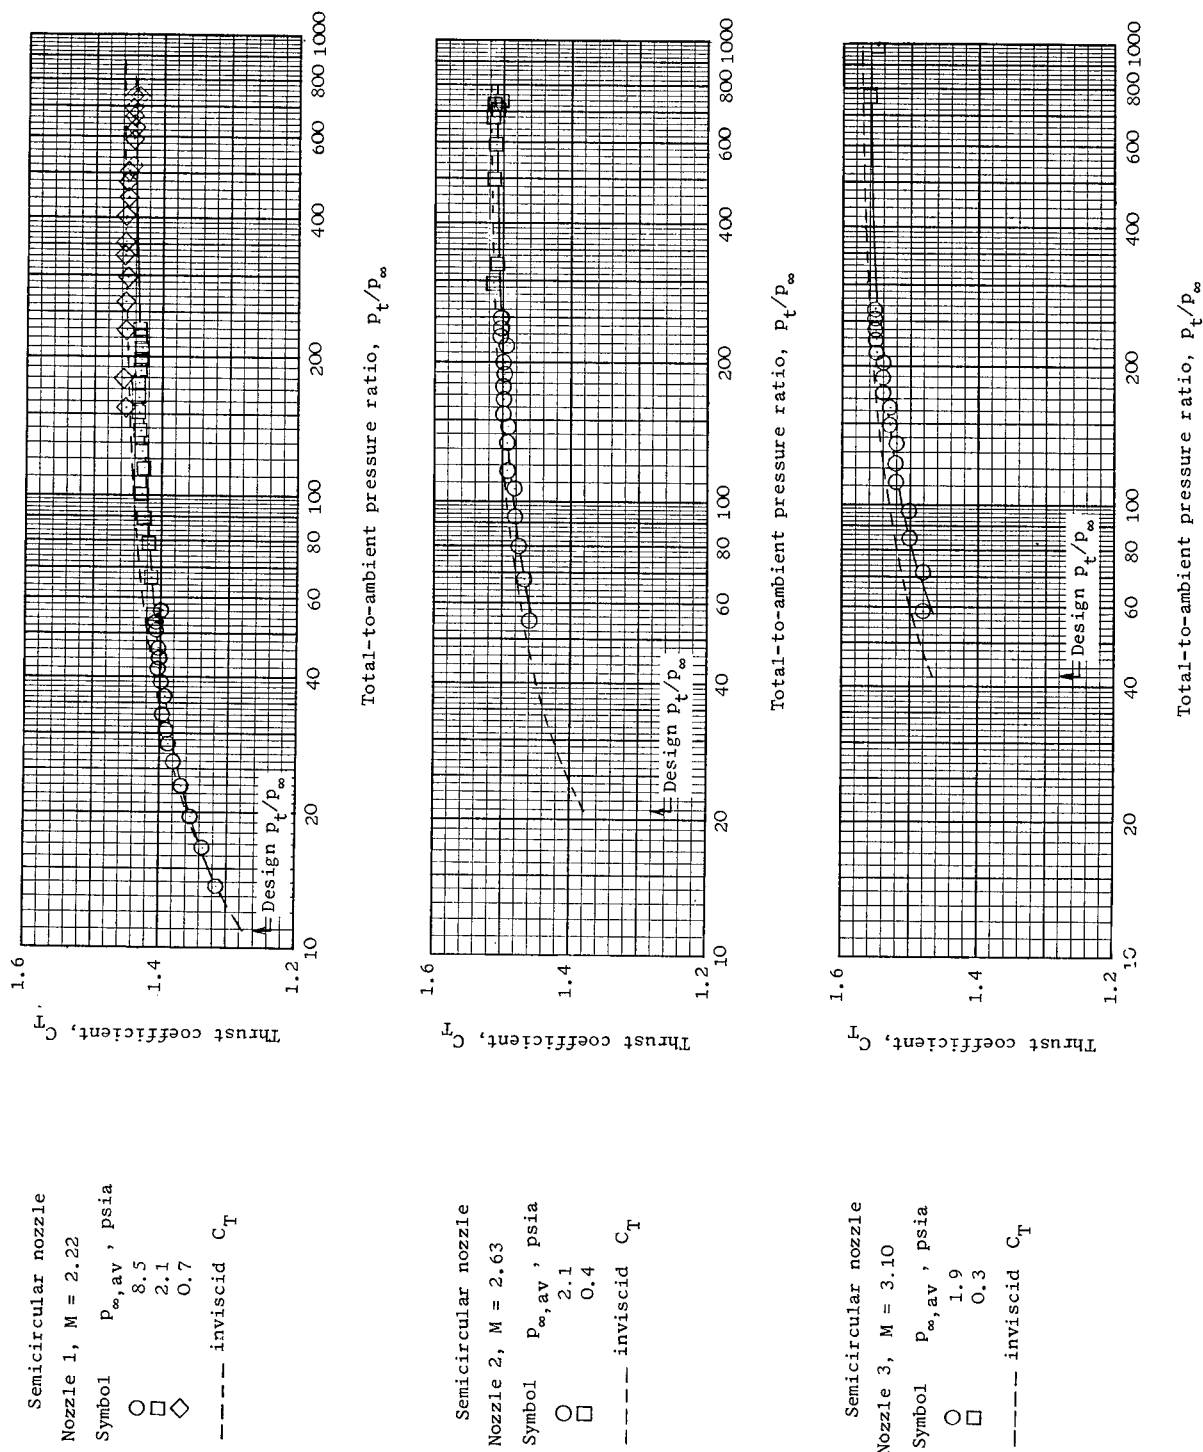 Semicircular nozzle
Nozzle 1, M = 2.22
Symbol p∞,av , psia
○ 8.5
□ 2.1
◇ 0.7
---- inviscid C_T
Thrust coefficient, C_T
1.6
1.4
1.2
Design p_t/p∞
10 20 40 60 80 100 200 400 600 800 1000
Total-to-ambient pressure ratio, p_t/p∞
Semicircular nozzle
Nozzle 2, M = 2.63
Symbol p∞,av , psia
○ 2.1
□ 0.4
---- inviscid C_T
Thrust coefficient, C_T
1.6
1.4
1.2
Design p_t/p∞
10 20 40 60 80 100 200 400 600 800 1000
Total-to-ambient pressure ratio, p_t/p∞
Semicircular nozzle
Nozzle 3, M = 3.10
Symbol p∞,av , psia
○ 1.9
□ 0.3
---- inviscid C_T
Thrust coefficient, C_T
1.6
1.4
1.2
Design p_t/p∞
10 20 40 60 80 100 200 400 600 800 1000
Total-to-ambient pressure ratio, p_t/p∞